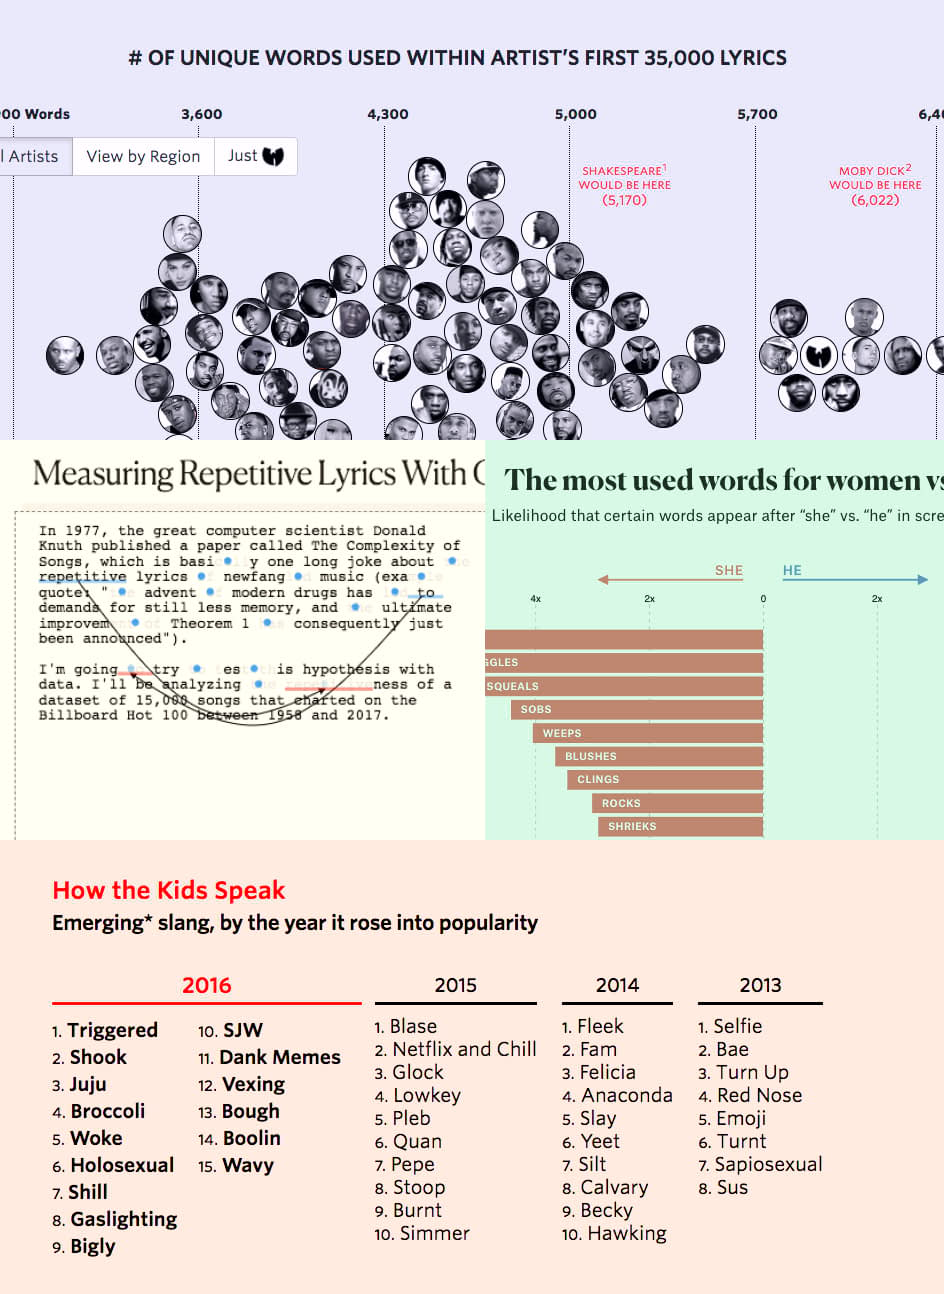 # OF UNIQUE WORDS USED WITHIN ARTIST'S FIRST 35,000 LYRICS
00 Words 3,600 4,300 5,000 5,700 6,40
l Artists View by Region Just
SHAKESPEARE1
WOULD BE HERE
(5,170)
MOBY DICK2
WOULD BE HERE
(6,022)
Measuring Repetitive Lyrics With
In 1977, the great computer scientist Donald
Knuth published a paper called The Complexity of
Songs, which is basi y one long joke about
repetitive lyrics newfang music (exa
quote: " advent modern drugs has to
demands for still less memory, and ultimate
improvem of Theorem 1 consequently just
been announced").
I'm going try es is hypothesis with
data. I'll be analyzing ness of a
dataset of 15,000 songs that charted on the
Billboard Hot 100 between 1958 and 2017.
The most used words for women vs
Likelihood that certain words appear after “she” vs. “he” in scre
SHE HE
4x 2x 0 2x
GGLES
SQUEALS
SOBS
WEEPS
BLUSHES
CLINGS
ROCKS
SHRIEKS
How the Kids Speak
Emerging* slang, by the year it rose into popularity
2016
1. Triggered
2. Shook
3. Juju
4. Broccoli
5. Woke
6. Holosexual
7. Shill
8. Gaslighting
9. Bigly
10. SJW
11. Dank Memes
12. Vexing
13. Bough
14. Boolin
15. Wavy
2015
1. Blase
2. Netflix and Chill
3. Glock
4. Lowkey
5. Pleb
6. Quan
7. Pepe
8. Stoop
9. Burnt
10. Simmer
2014
1. Fleek
2. Fam
3. Felicia
4. Anaconda
5. Slay
6. Yeet
7. Silt
8. Calvary
9. Becky
10. Hawking
2013
1. Selfie
2. Bae
3. Turn Up
4. Red Nose
5. Emoji
6. Turnt
7. Sapiosexual
8. Sus